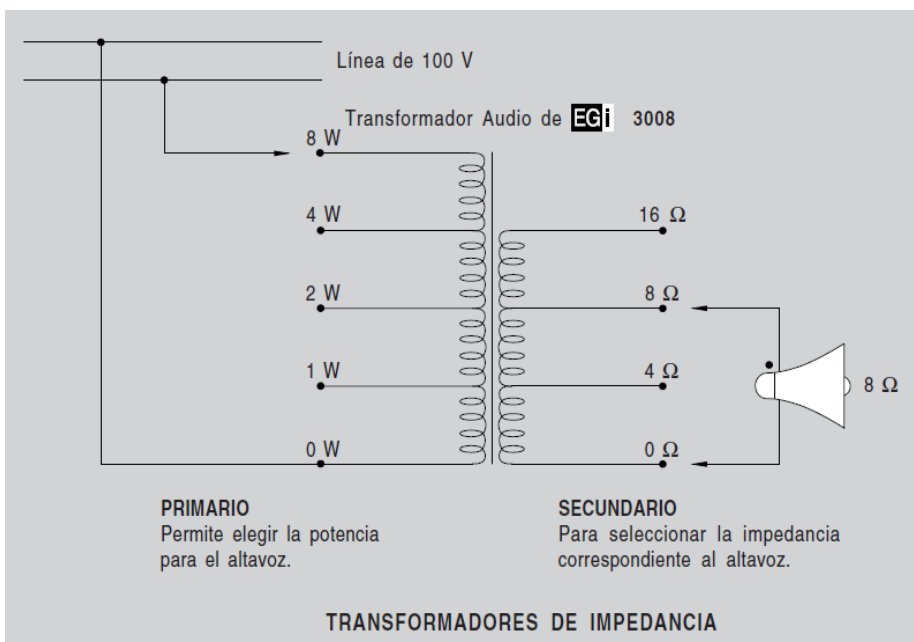 Línea de 100 V
Transformador Audio de EGi 3008
8 W
4 W
2 W
1 W
0 W
16 Ω
8 Ω
4 Ω
0 Ω
8 Ω
PRIMARIO
Permite elegir la potencia
para el altavoz.
SECUNDARIO
Para seleccionar la impedancia
correspondiente al altavoz.
TRANSFORMADORES DE IMPEDANCIA